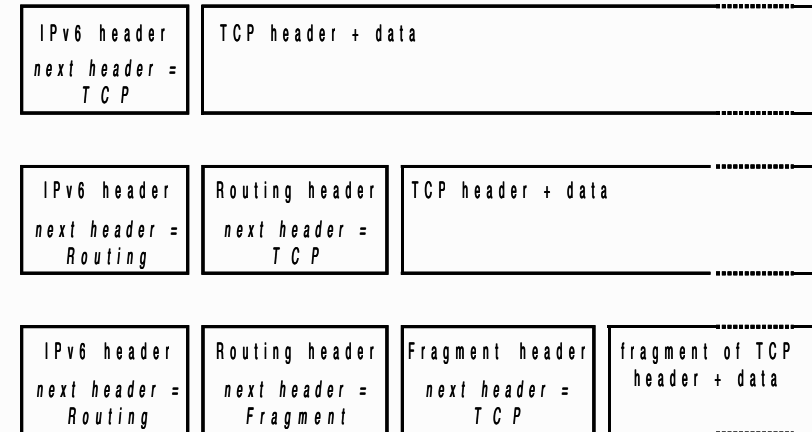 IPv6 header
next header =
TCP
TCP header + data
IPv6 header
next header =
Routing
Routing header
next header =
TCP
TCP header + data
IPv6 header
next header =
Routing
Routing header
next header =
Fragment
Fragment header
next header =
TCP
fragment of TCP
header + data